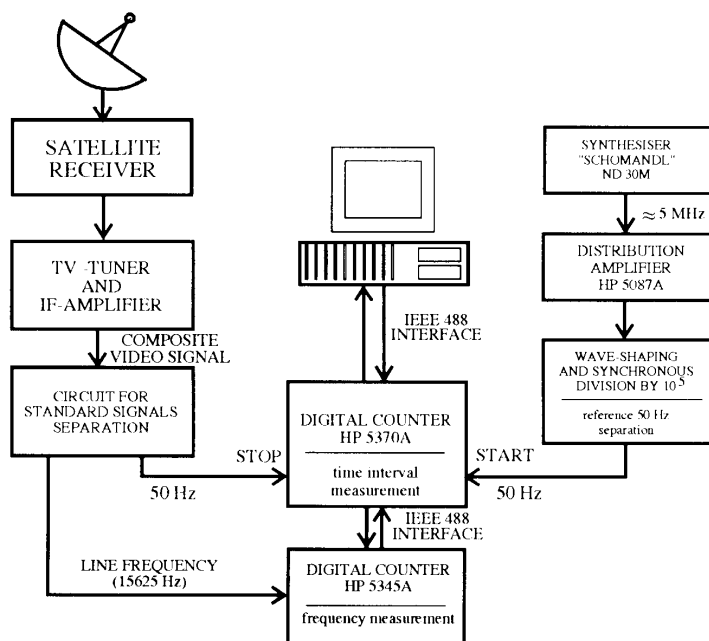 SATELLITE
RECEIVER
TV -TUNER
AND
IF-AMPLIFIER
COMPOSITE
VIDEO SIGNAL
CIRCUIT FOR
STANDARD SIGNALS
SEPARATION
STOP
50 Hz
LINE FREQUENCY
(15625 Hz)
IEEE 488
INTERFACE
DIGITAL COUNTER
HP 5370A
time interval
measurement
IEEE 488
INTERFACE
DIGITAL COUNTER
HP 5345A
frequency measurement
SYNTHESISER
"SCHOMANDL"
ND 30M
≈ 5 MHz
DISTRIBUTION
AMPLIFIER
HP 5087A
WAVE-SHAPING
AND SYNCHRONOUS
DIVISION BY 10⁵
reference 50 Hz
separation
START
50 Hz